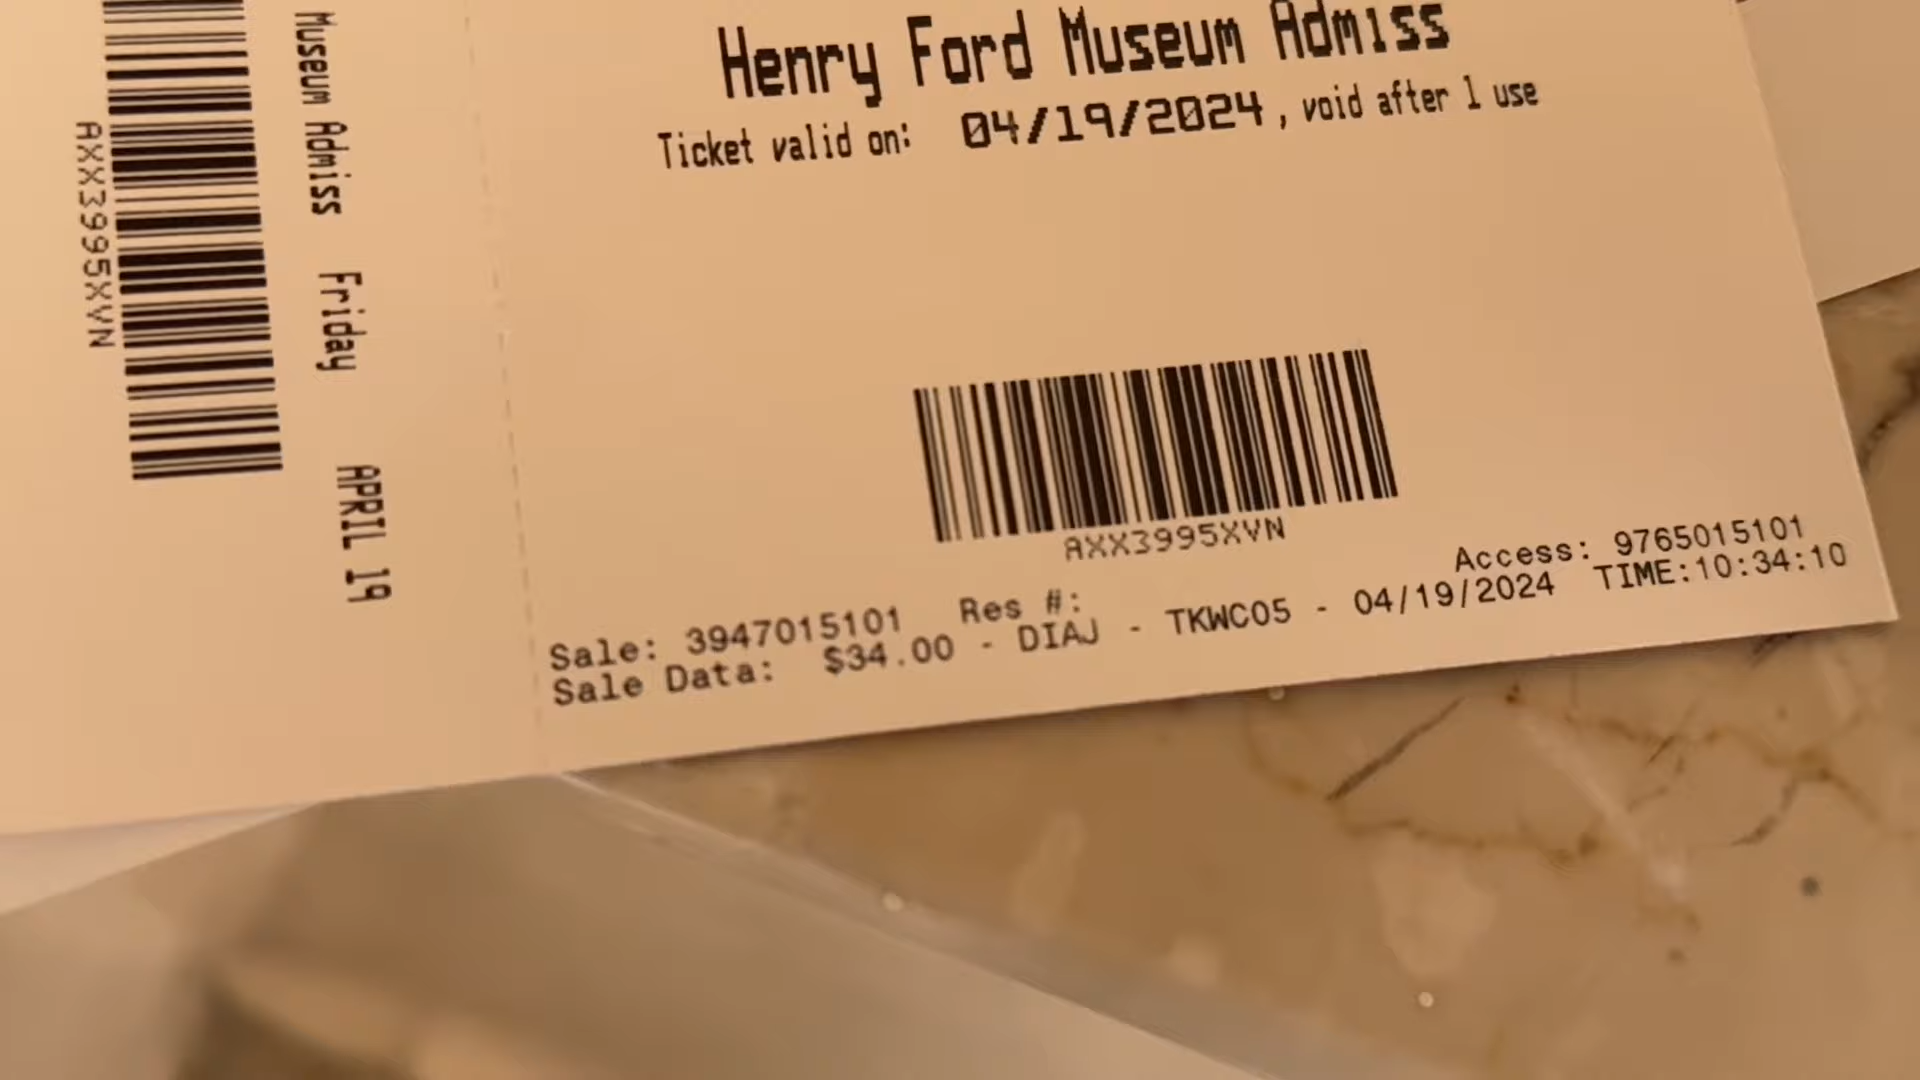 AXX3995XVN
Museum Admiss Friday APRIL 19
Henry Ford Museum Admiss
Ticket valid on: 04/19/2024, void after 1 use
AXX3995XVN
Access: 9765015101
Sale: 3947015101 Res #:
Sale Data: $34.00 - DIAJ - TKWC05 - 04/19/2024 TIME:10:34:10